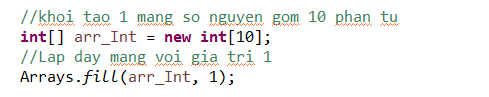 //khoi tao 1 mang so nguyen gom 10 phan tu
int[] arr_Int = new int[10];
//Lap day mang voi gia tri 1
Arrays.fill(arr_Int, 1);